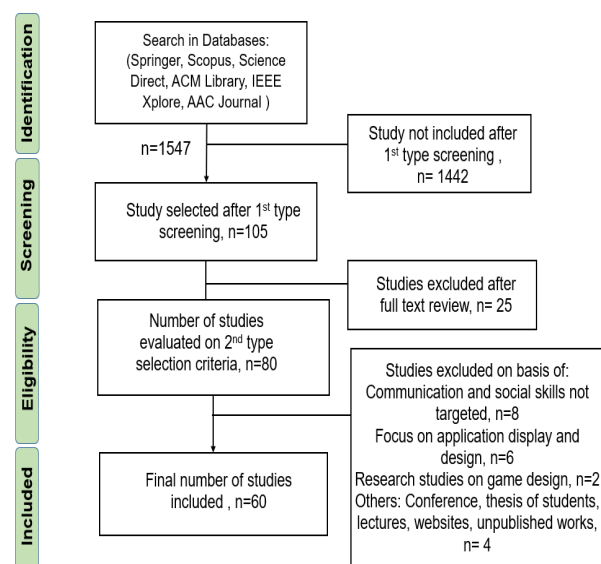 Identification
Search in Databases:
(Springer, Scopus, Science
Direct, ACM Library, IEEE
Xplore, AAC Journal )
n=1547
Study not included after
1st type screening ,
n= 1442
Screening
Study selected after 1st type
screening, n=105
Studies excluded after
full text review, n= 25
Eligibility
Number of studies
evaluated on 2nd type
selection criteria, n=80
Studies excluded on basis of:
Communication and social skills not
targeted, n=8
Focus on application display and
design, n=6
Research studies on game design, n=2
Others: Conference, thesis of students,
lectures, websites, unpublished works,
n= 4
Included
Final number of studies
included , n=60